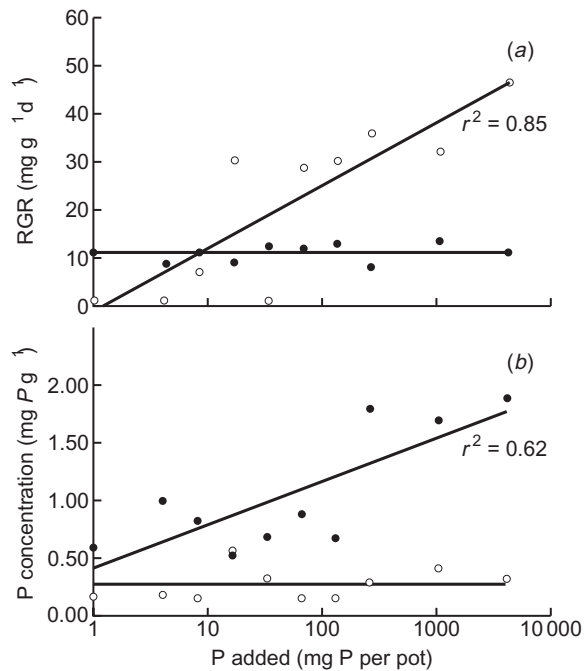 60
(a)
50
40
r² = 0.85
30
20
10
0
RGR (mg g ¹d ¹)
(b)
2.00
r² = 0.62
1.50
1.00
0.50
0.00
P concentration (mg P g ¹)
1 10 100 1000 10 000
P added (mg P per pot)